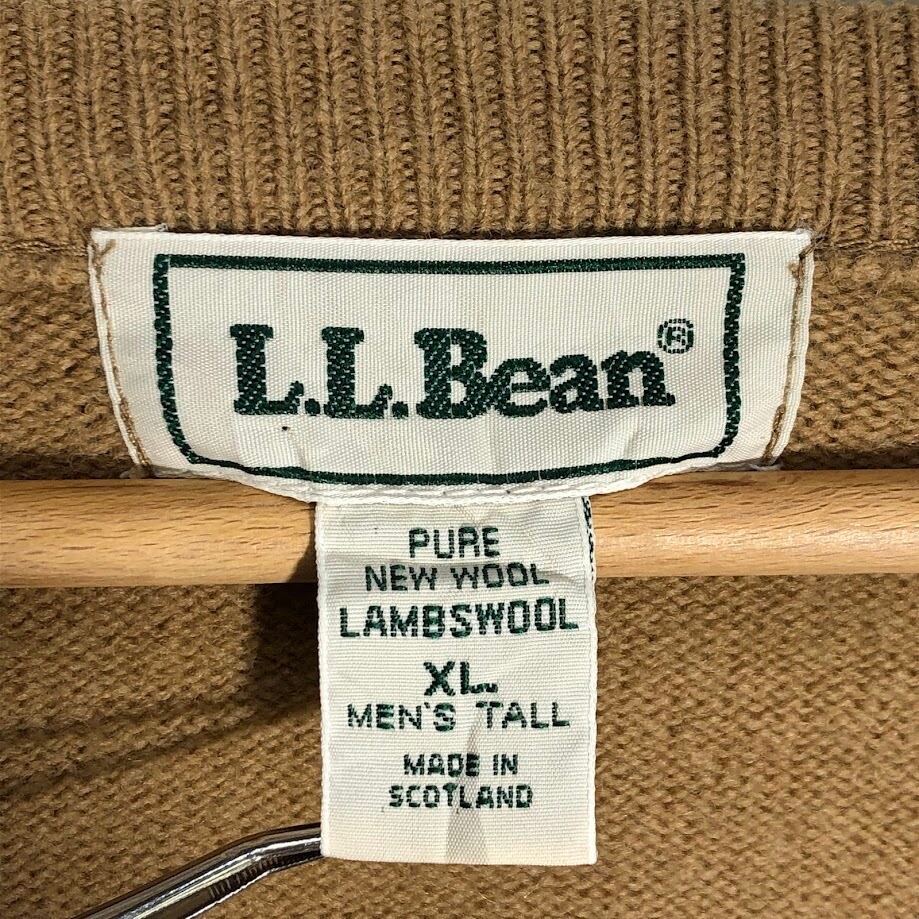 L.L.Bean®
PURE
NEW WOOL
LAMBSWOOL
XL.
MEN'S TALL
MADE IN
SCOTLAND